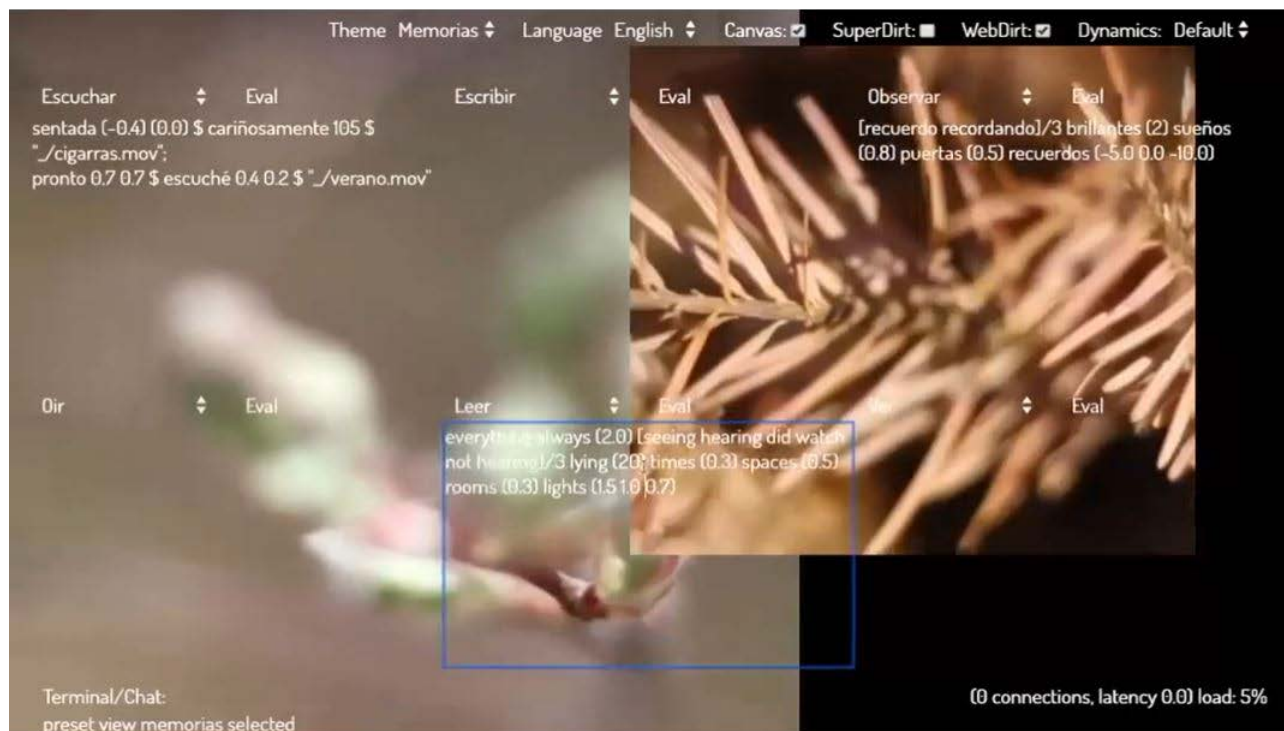 Theme Memorias Language English Canvas: SuperDirt: WebDirt: Dynamics: Default
Escuchar Eval Escribir Eval Observar Eval
sentada (-0.4) (0.0) $ cariñosamente 105 $
"../cigarras.mov";
pronto 0.7 0.7 $ escuché 0.4 0.2 $ "../verano.mov"
[recuerdo recordando]/3 brillantes (2) sueños
(0.8) puertas (0.5) recuerdos (-5.0 0.0 -10.0)
Oir Eval Leer Eval Ver Eval
everything always (2.0) [seeing hearing did watch
not hearing]/3 lying (20) times (0.3) spaces (0.5)
rooms (0.3) lights (1.5 1.0 0.7)
Terminal/Chat:
preset view memorias selected
(0 connections, latency 0.0) load: 5%